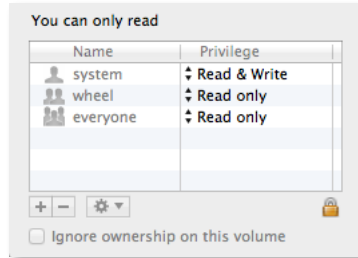 You can only read
Name Privilege
system Read & Write
wheel Read only
everyone Read only
+ −
Ignore ownership on this volume